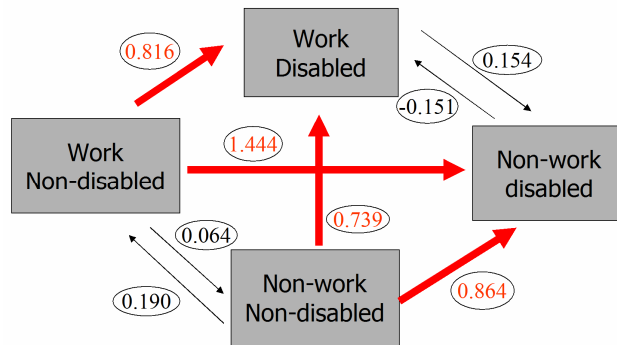 Work
Disabled
0.816
0.154
-0.151
Work
Non-disabled
1.444
Non-work
disabled
0.064
0.739
0.190
Non-work
Non-disabled
0.864